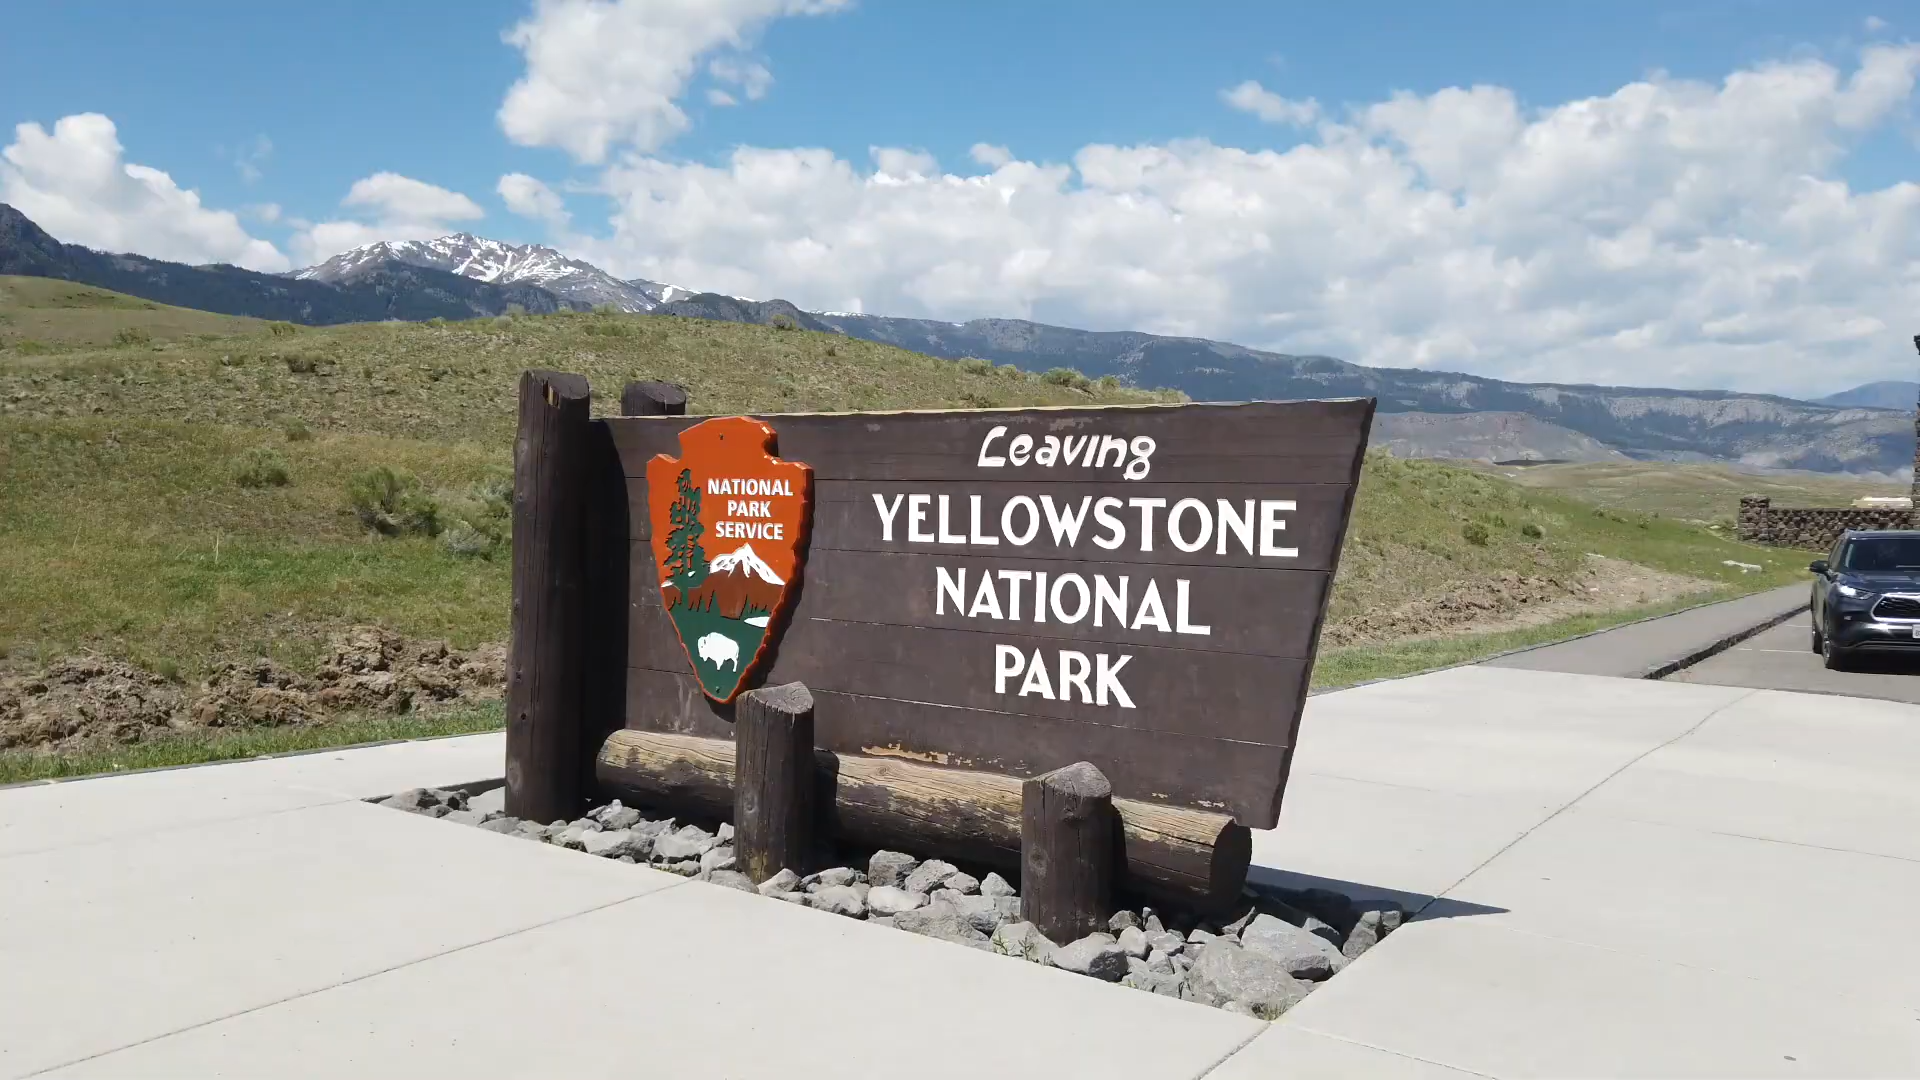 NATIONAL
PARK
SERVICE
Leaving
YELLOWSTONE
NATIONAL
PARK